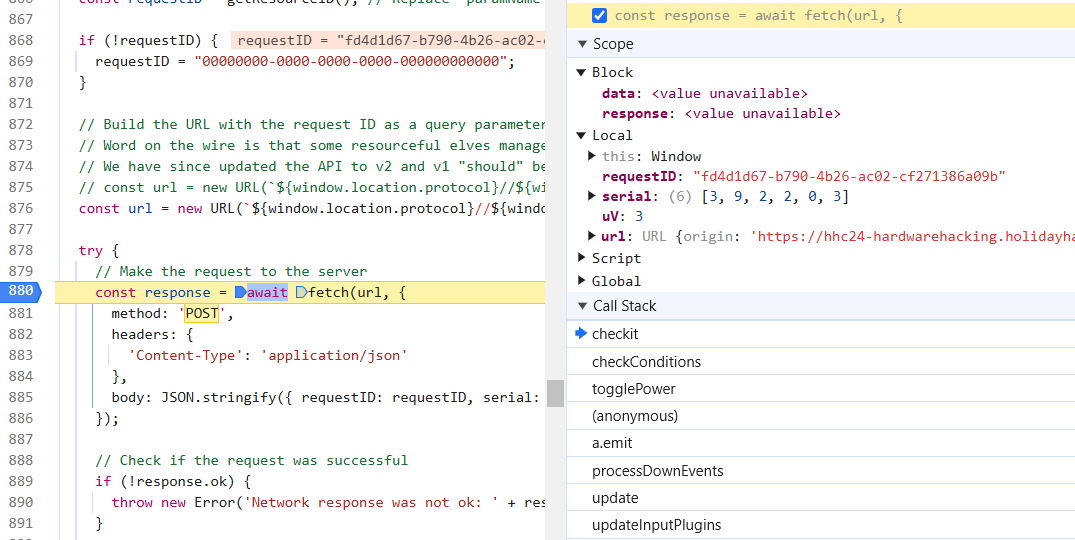 const requestID = getResourceID(); // Replace 'paramName
867
868 if (!requestID) { requestID = "fd4d1d67-b790-4b26-ac02-c
869 requestID = "00000000-0000-0000-0000-000000000000";
870 }
871
872 // Build the URL with the request ID as a query parameter
873 // Word on the wire is that some resourceful elves manage
874 // We have since updated the API to v2 and v1 "should" be
875 // const url = new URL(`${window.location.protocol}//${wi
876 const url = new URL(`${window.location.protocol}//${windo
877
878 try {
879 // Make the request to the server
880 const response = await fetch(url, {
881 method: 'POST',
882 headers: {
883 'Content-Type': 'application/json'
884 },
885 body: JSON.stringify({ requestID: requestID, serial:
886 });
887
888 // Check if the request was successful
889 if (!response.ok) {
890 throw new Error('Network response was not ok: ' + res
891 }
const response = await fetch(url, {
Scope
Block
data: <value unavailable>
response: <value unavailable>
Local
this: Window
requestID: "fd4d1d67-b790-4b26-ac02-cf271386a09b"
serial: (6) [3, 9, 2, 2, 0, 3]
uV: 3
url: URL {origin: 'https://hhc24-hardwarehacking.holidayha
Script
Global
Call Stack
checkit
checkConditions
togglePower
(anonymous)
a.emit
processDownEvents
update
updateInputPlugins